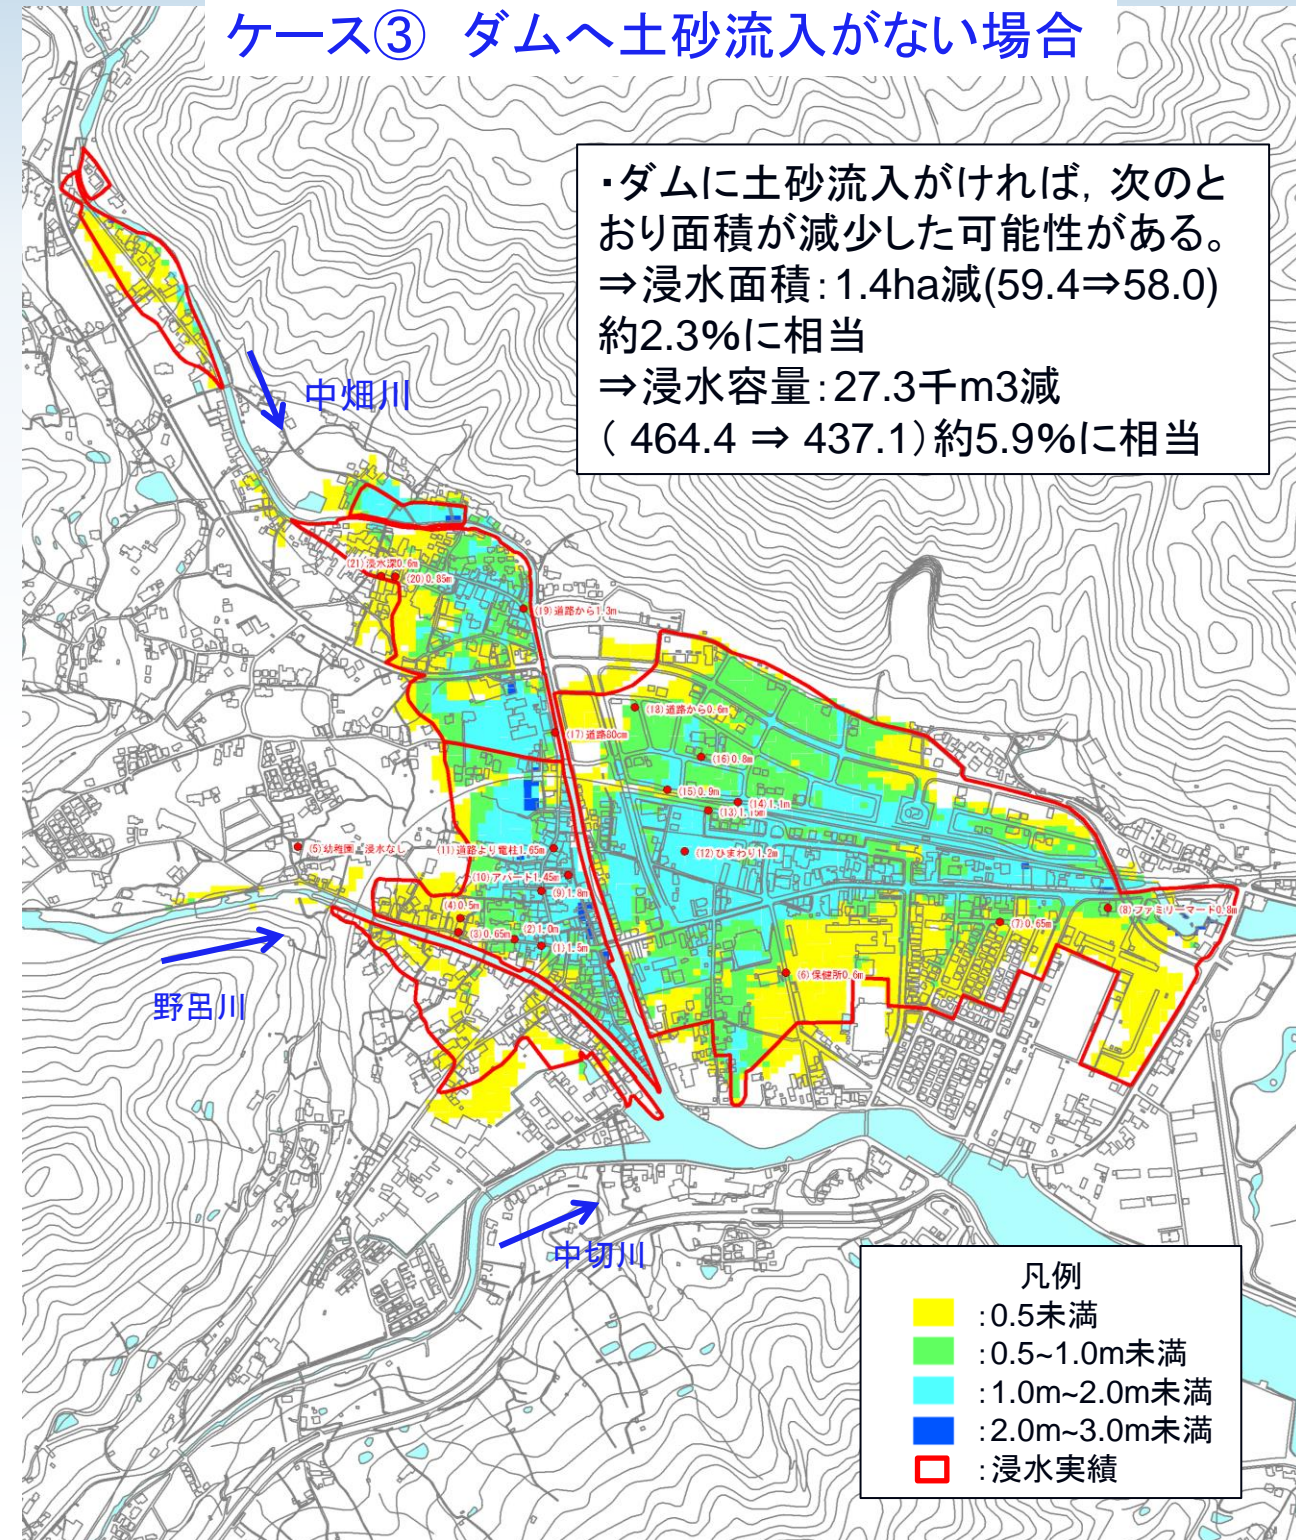 ケース③ ダムへ土砂流入がない場合
・ダムに土砂流入がければ，次のと
おり面積が減少した可能性がある。
⇒浸水面積：1.4ha減(59.4⇒58.0)
約2.3%に相当
⇒浸水容量：27.3千m3減
（ 464.4 ⇒ 437.1）約5.9%に相当
中畑川
(21)浸水深0.6m
(20)0.85m
(19)道路から1.3m
(18)道路から0.6m
(17)道路80cm
(16)0.8m
(15)0.9m
(14)1.1m
(12)ひまわり1.2m
(5)幼稚園 浸水なし
(11)道路より電柱1.65m
(10)アパート1.45m
(9)1.8m
(4)0.5m
(3)0.65m
(2)1.0m
(1)1.5m
(8)ファミリーマート0.8m
(7)0.65m
(6)保健所0.6m
野呂川
中切川
凡例
：0.5未満
：0.5~1.0m未満
：1.0m~2.0m未満
：2.0m~3.0m未満
：浸水実績